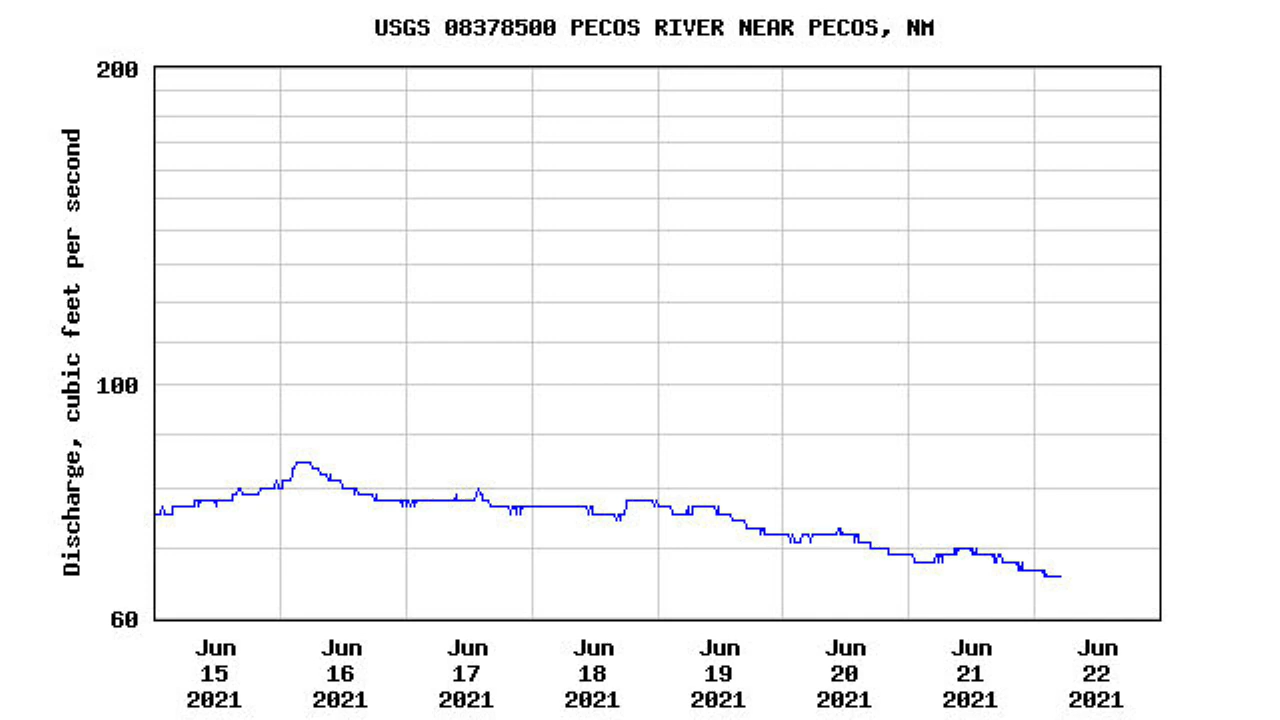 USGS 08378500 PECOS RIVER NEAR PECOS, NM
Discharge, cubic feet per second
200
100
60
Jun Jun Jun Jun Jun Jun Jun Jun
15 16 17 18 19 20 21 22
2021 2021 2021 2021 2021 2021 2021 2021